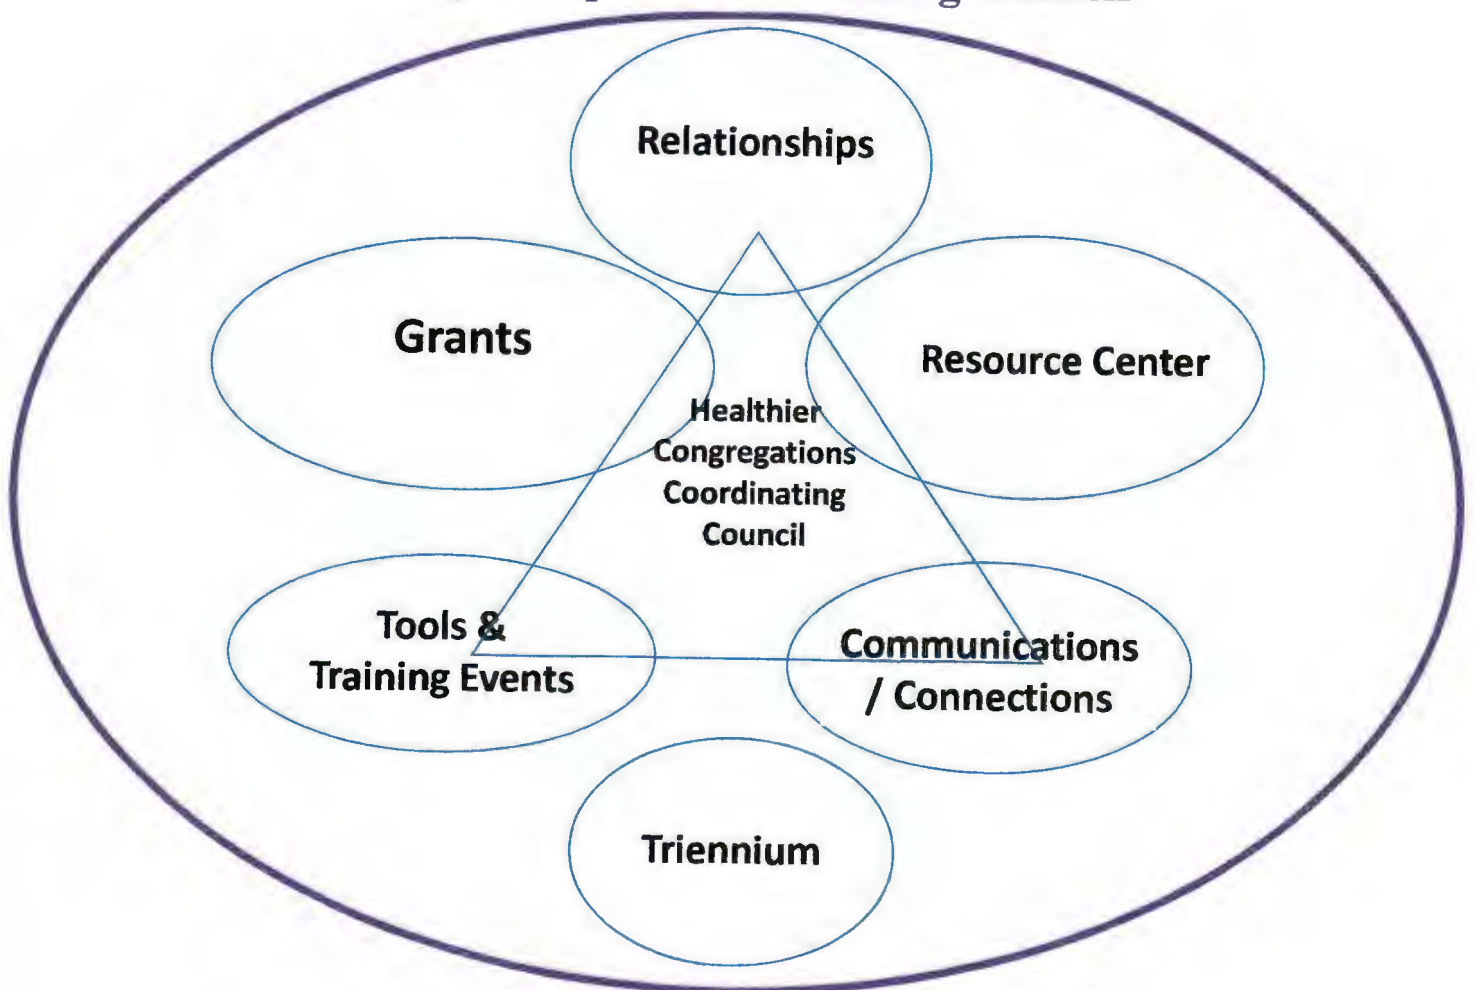 Relationships
Grants
Resource Center
Healthier
Congregations
Coordinating
Council
Tools &
Training Events
Communications
/ Connections
Triennium